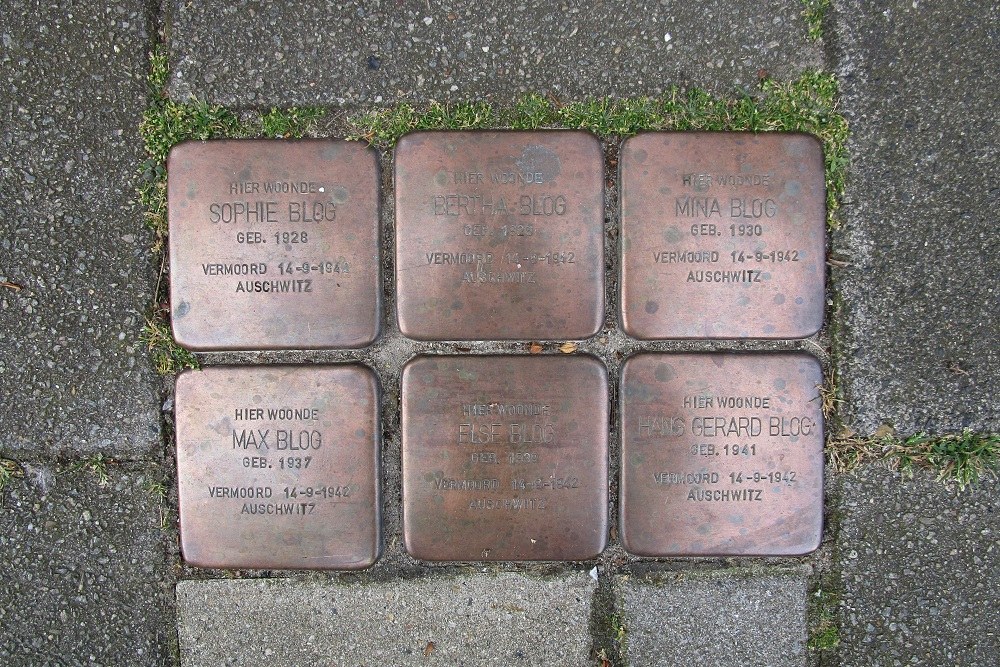 HIER WOONDE
SOPHIE BLOG
GEB. 1928
VERMOORD 14-9-1942
AUSCHWITZ
HIER WOONDE
BERTHA BLOG
GEB.
VERMOORD 14-9-1942
AUSCHWITZ
HIER WOONDE
MINA BLOG
GEB. 1930
VERMOORD 14-9-1942
AUSCHWITZ
HIER WOONDE
MAX BLOG
GEB. 1937
VERMOORD 14-9-1942
AUSCHWITZ
HIER WOONDE
ELSE BLOG
GEB.
VERMOORD 14-9-1942
AUSCHWITZ
HIER WOONDE
HANS GERARD BLOG
GEB. 1941
VERMOORD 14-9-1942
AUSCHWITZ